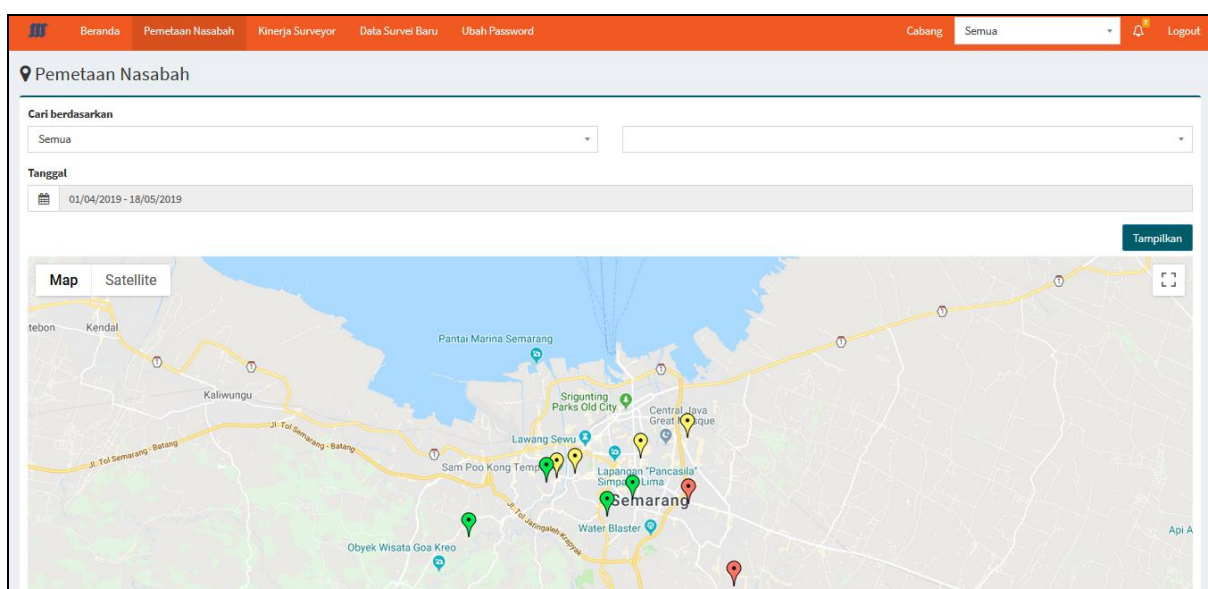 Beranda Pemetaan Nasabah Kinerja Surveyor Data Survei Baru Ubah Password Cabang Semua Logout
Pemetaan Nasabah
Cari berdasarkan
Semua
Tanggal
01/04/2019 - 18/05/2019
Tampilkan
Map Satellite
tebon Kendal
Pantai Marina Semarang
Kaliwungu
Srigunting
Parks Old City
Central Java
Great Mosque
Jl. Tol Semarang - Batang
Jl. Tol Semarang - Batang
Lawang Sewu
Sam Poo Kong Temp
Lapangan "Pancasila"
Simpa Lima
Semarang
Jl. Tol Jatingaleh-Krapyak
Water Blaster
Obyek Wisata Goa Kreo
Api A